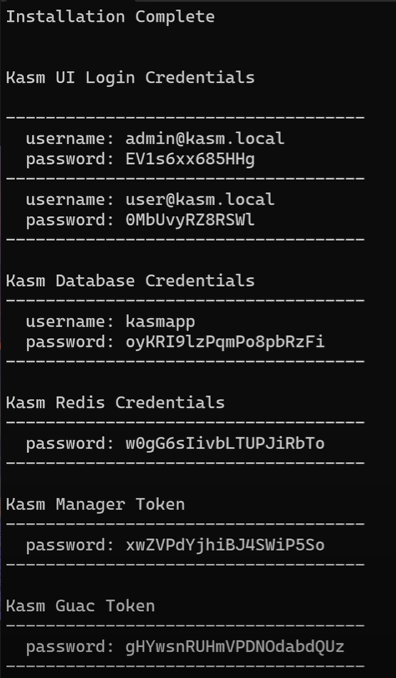 Installation Complete
Kasm UI Login Credentials
------------------------------------
username: admin@kasm.local
password: EV1s6xx685HHg
------------------------------------
username: user@kasm.local
password: 0MbUvyRZ8RSWl
------------------------------------
Kasm Database Credentials
------------------------------------
username: kasmapp
password: oyKRI9lzPqmPo8pbRzFi
------------------------------------
Kasm Redis Credentials
------------------------------------
password: w0gG6sIivbLTUPJiRbTo
------------------------------------
Kasm Manager Token
------------------------------------
password: xwZVPdYjhiBJ4SWiP5So
------------------------------------
Kasm Guac Token
------------------------------------
password: gHYwsnRUHmVPDNOdabdQUz
------------------------------------